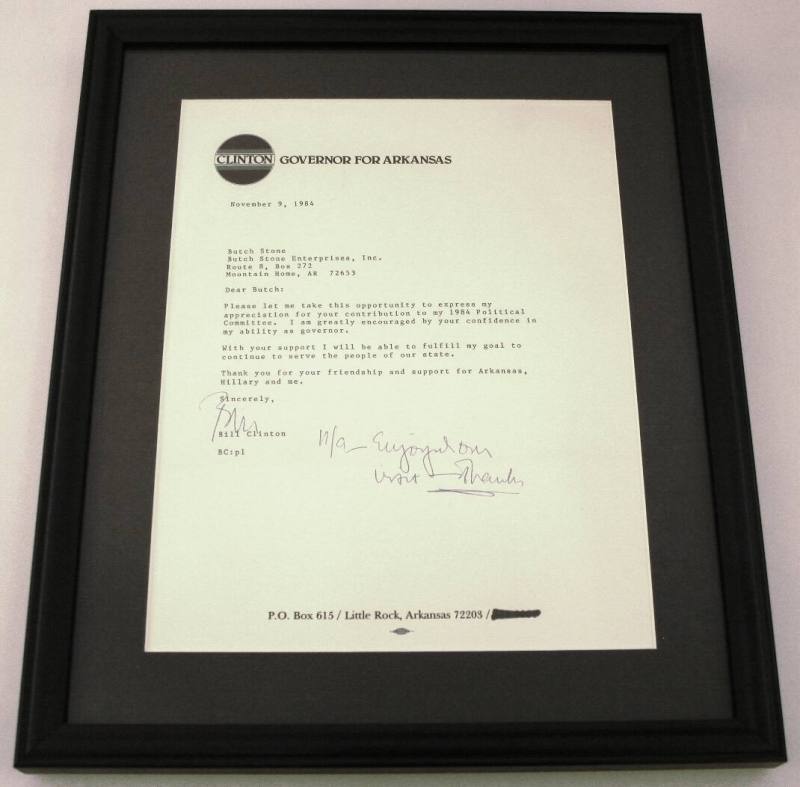 CLINTON GOVERNOR FOR ARKANSAS
November 9, 1984
Butch Stone
Butch Stone Enterprises, Inc.
Route 8, Box 272
Mountain Home, AR 72653
Dear Butch:
Please let me take this opportunity to express my
appreciation for your contribution to my 1984 Political
Committee. I am greatly encouraged by your confidence in
my ability as governor.
With your support I will be able to fulfill my goal to
continue to serve the people of our state.
Thank you for your friendship and support for Arkansas,
Hillary and me.
Sincerely,
Bill
Bill Clinton
BC:pl
Enjoyed our
visit — Thanks
P.O. Box 615 / Little Rock, Arkansas 72203 /